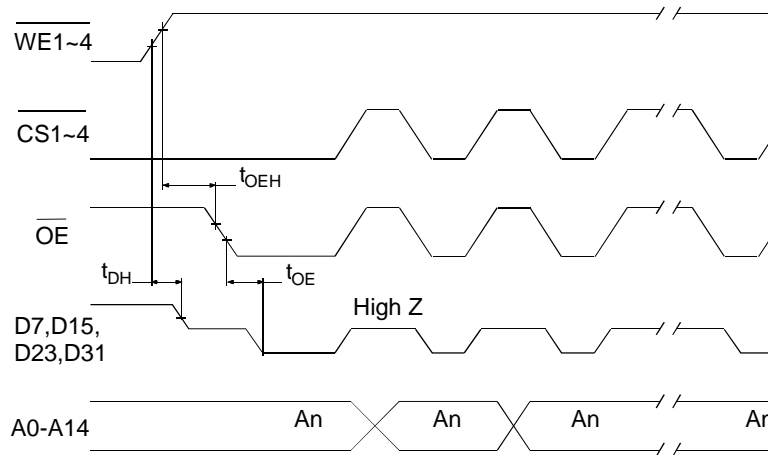 WE1~4
CS1~4
tOEH
OE
tDH
tOE
High Z
D7,D15,
D23,D31
A0-A14
An
An
An
An